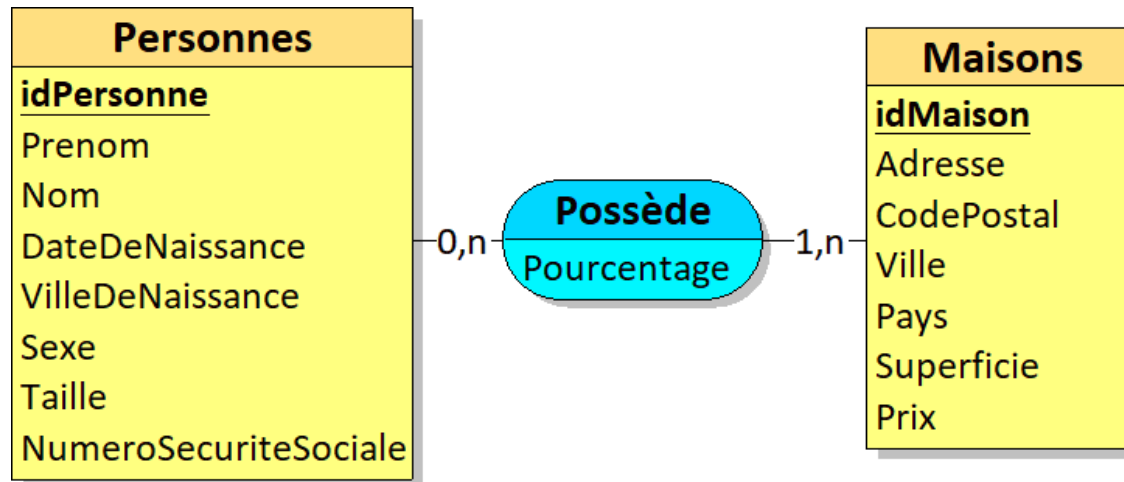 Personnes
idPersonne
Prenom
Nom
DateDeNaissance
VilleDeNaissance
Sexe
Taille
NumeroSecuriteSociale
0,n
Possède
Pourcentage
1,n
Maisons
idMaison
Adresse
CodePostal
Ville
Pays
Superficie
Prix